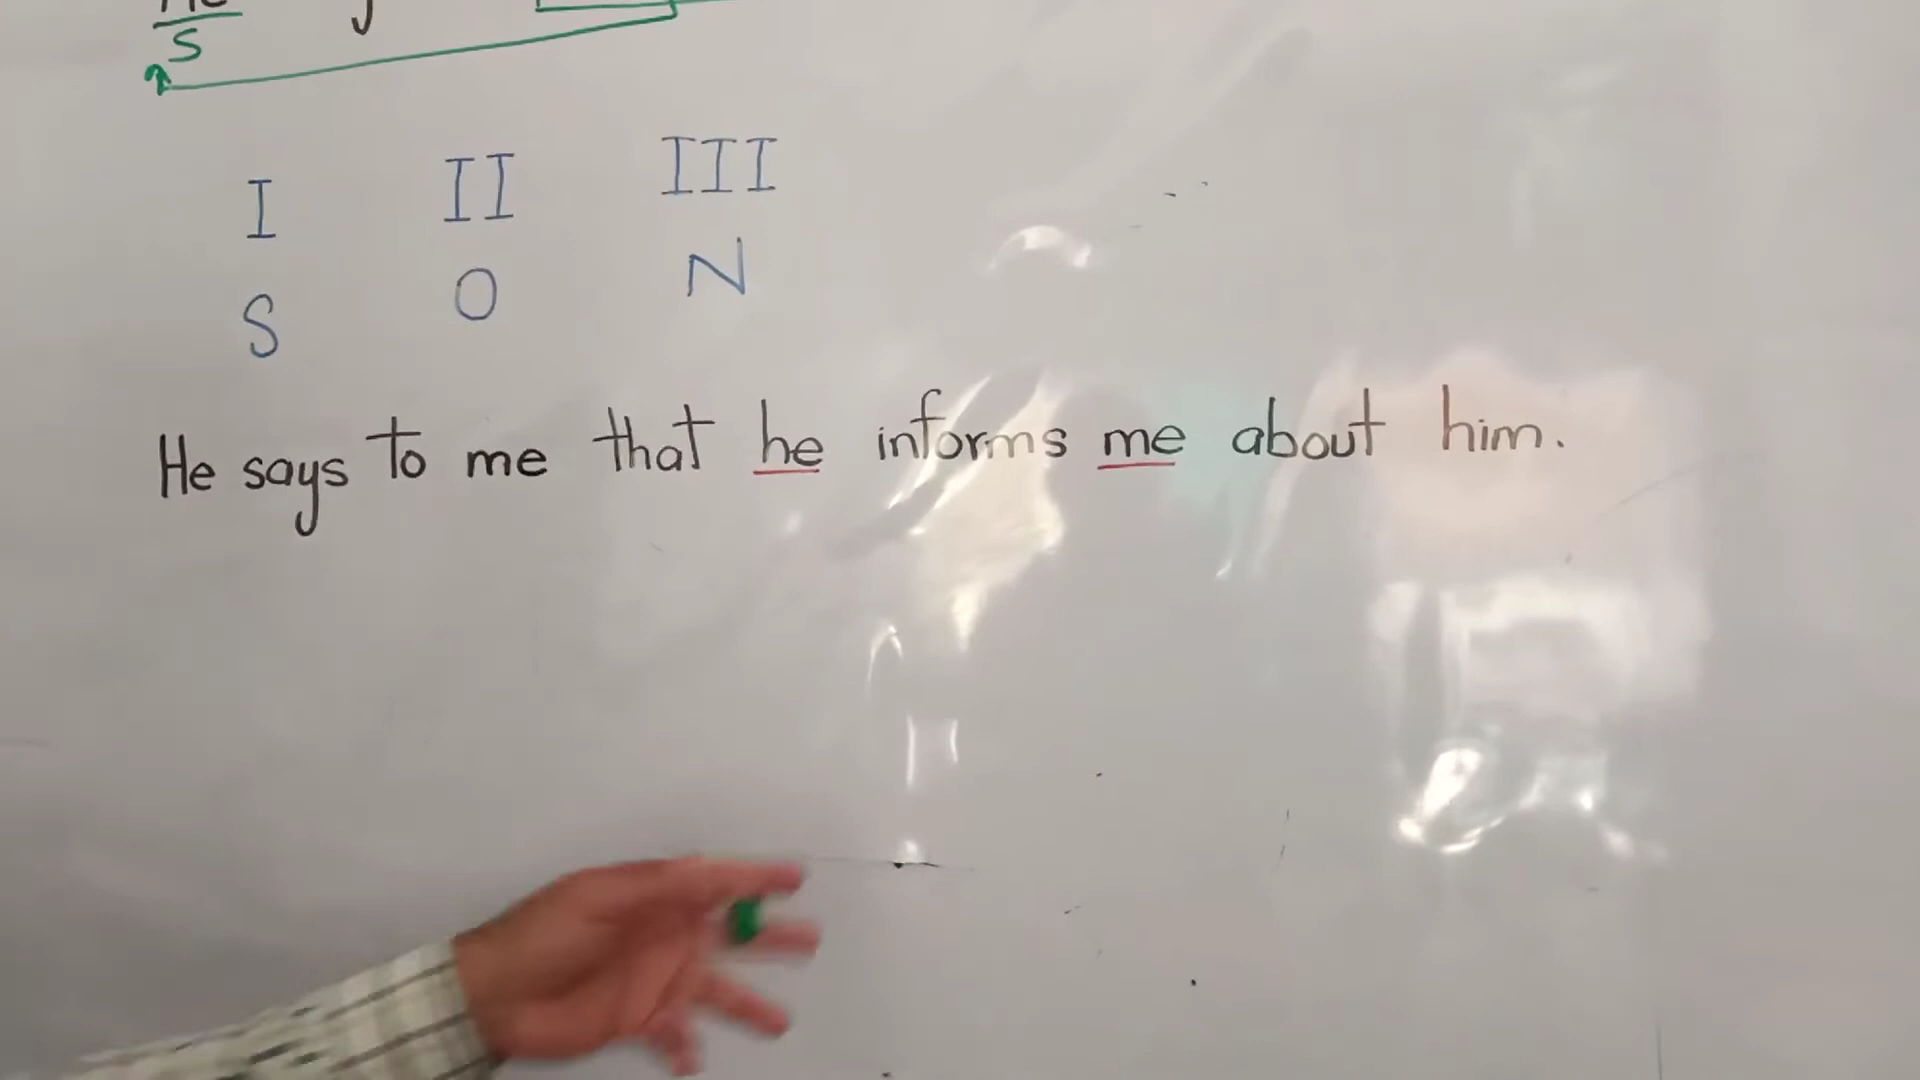 S
I II III
S O N
He says to me that he informs me about him.